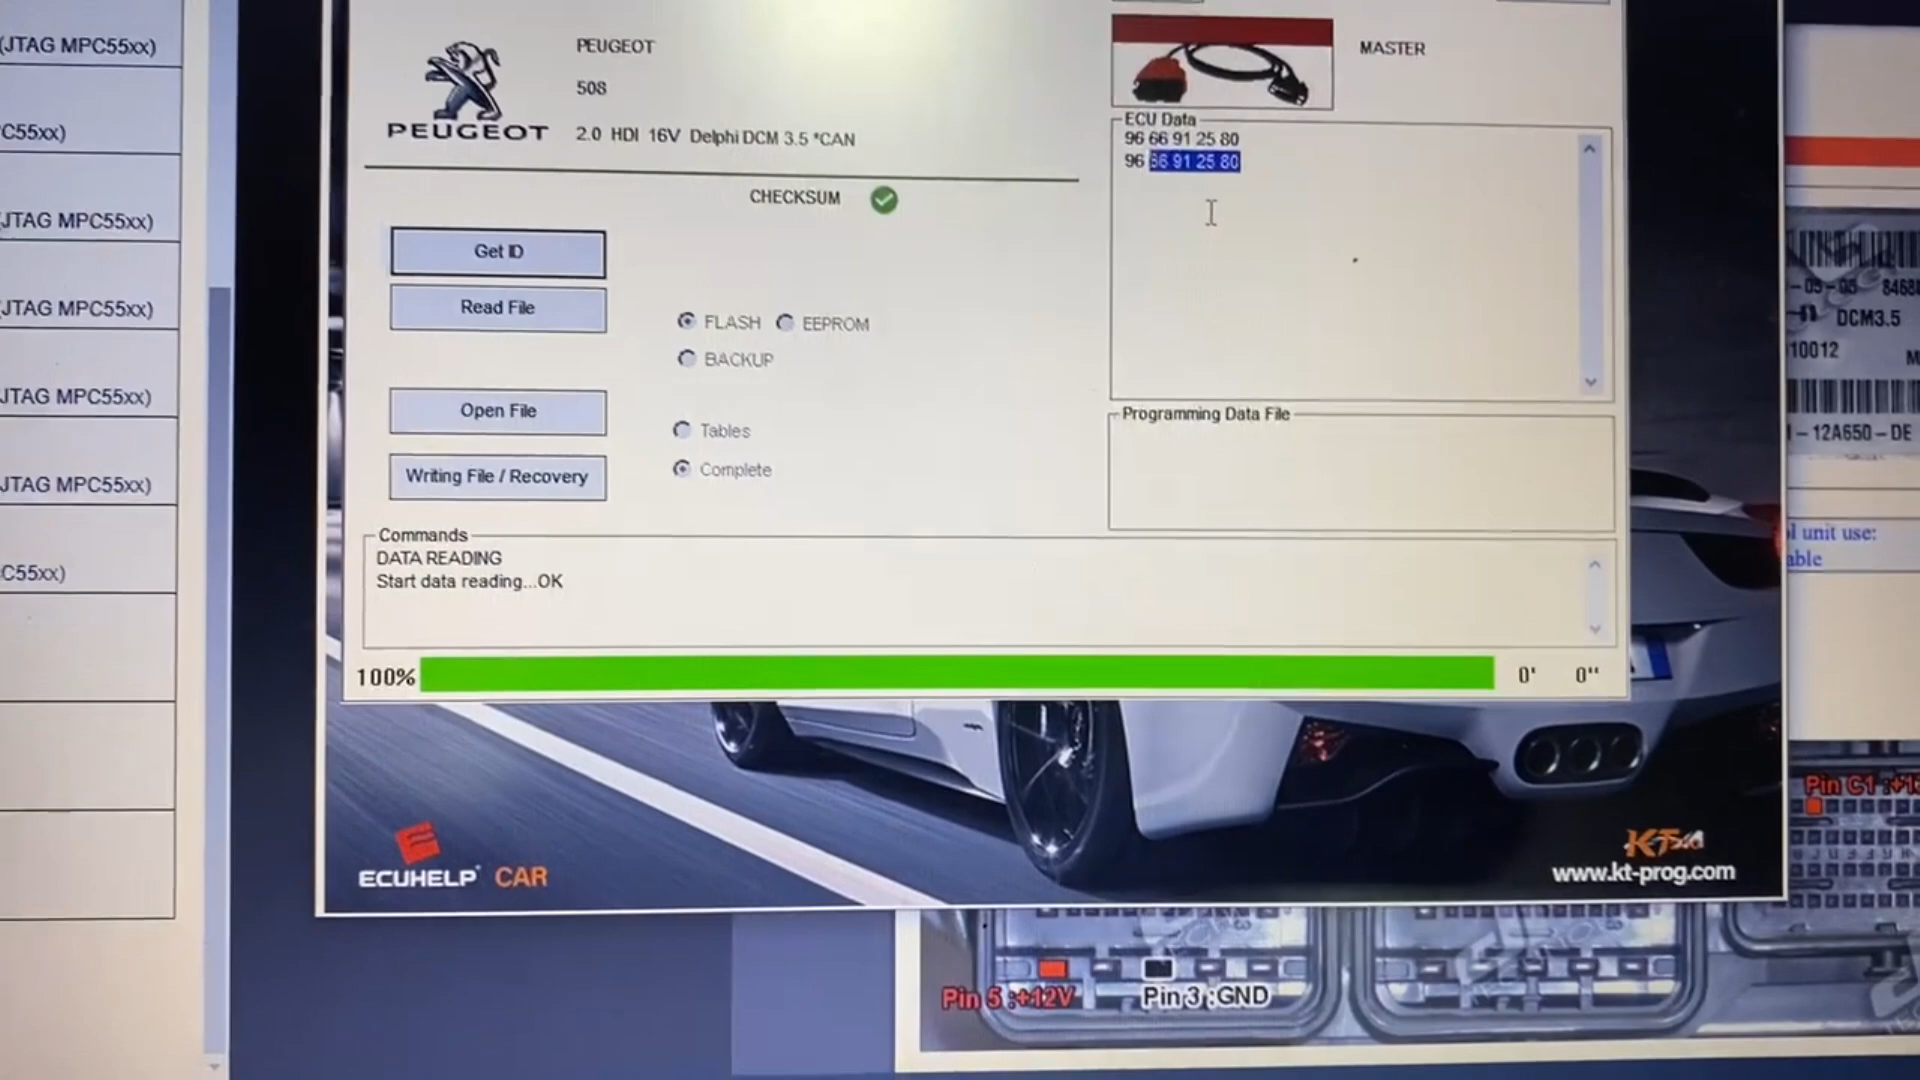 (JTAG MPC55xx)
C55xx)
JTAG MPC55xx)
JTAG MPC55xx)
JTAG MPC55xx)
JTAG MPC55xx)
C55xx)
PEUGEOT
PEUGEOT
508
2.0 HDI 16V Delphi DCM 3.5 *CAN
CHECKSUM
Get ID
Read File
FLASH
EEPROM
BACKUP
Open File
Tables
Writing File / Recovery
Complete
MASTER
ECU Data
96 66 91 25 80
96 66 91 25 80
Programming Data File
Commands
DATA READING
Start data reading...OK
100%
0' 0''
ECUHELP CAR
www.kt-prog.com
DCM3.5
10012
-12A650-DE
l unit use:
able
Pin C1 :+1
Pin 5 :+12V
Pin 3 :GND